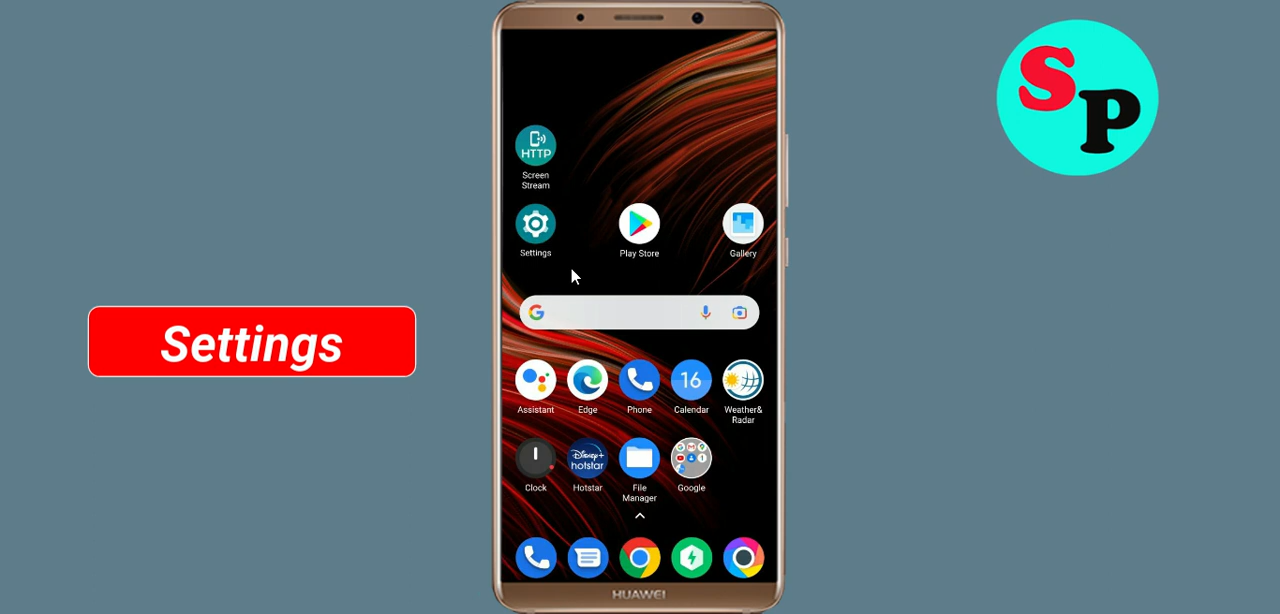 S
P
HTTP
Screen
Stream
Settings
Play Store
Gallery
Settings
G
Assistant
Edge
Phone
16
Calendar
Weather&
Radar
Disney+
hotstar
Clock
Hotstar
File
Manager
Google
HUAWEI